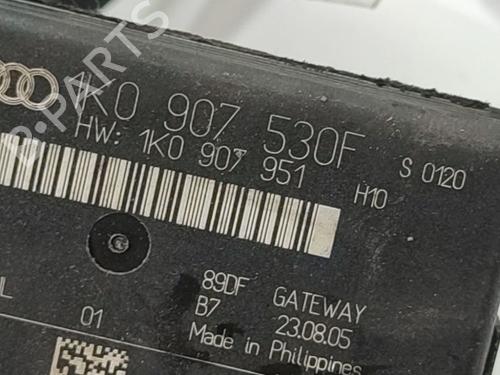 B-PARTS
1K0 907 530F
HW: 1K0 907 951 H10 S 0120
89DF GATEWAY
B7 23.08.05
01 Made in Philippines